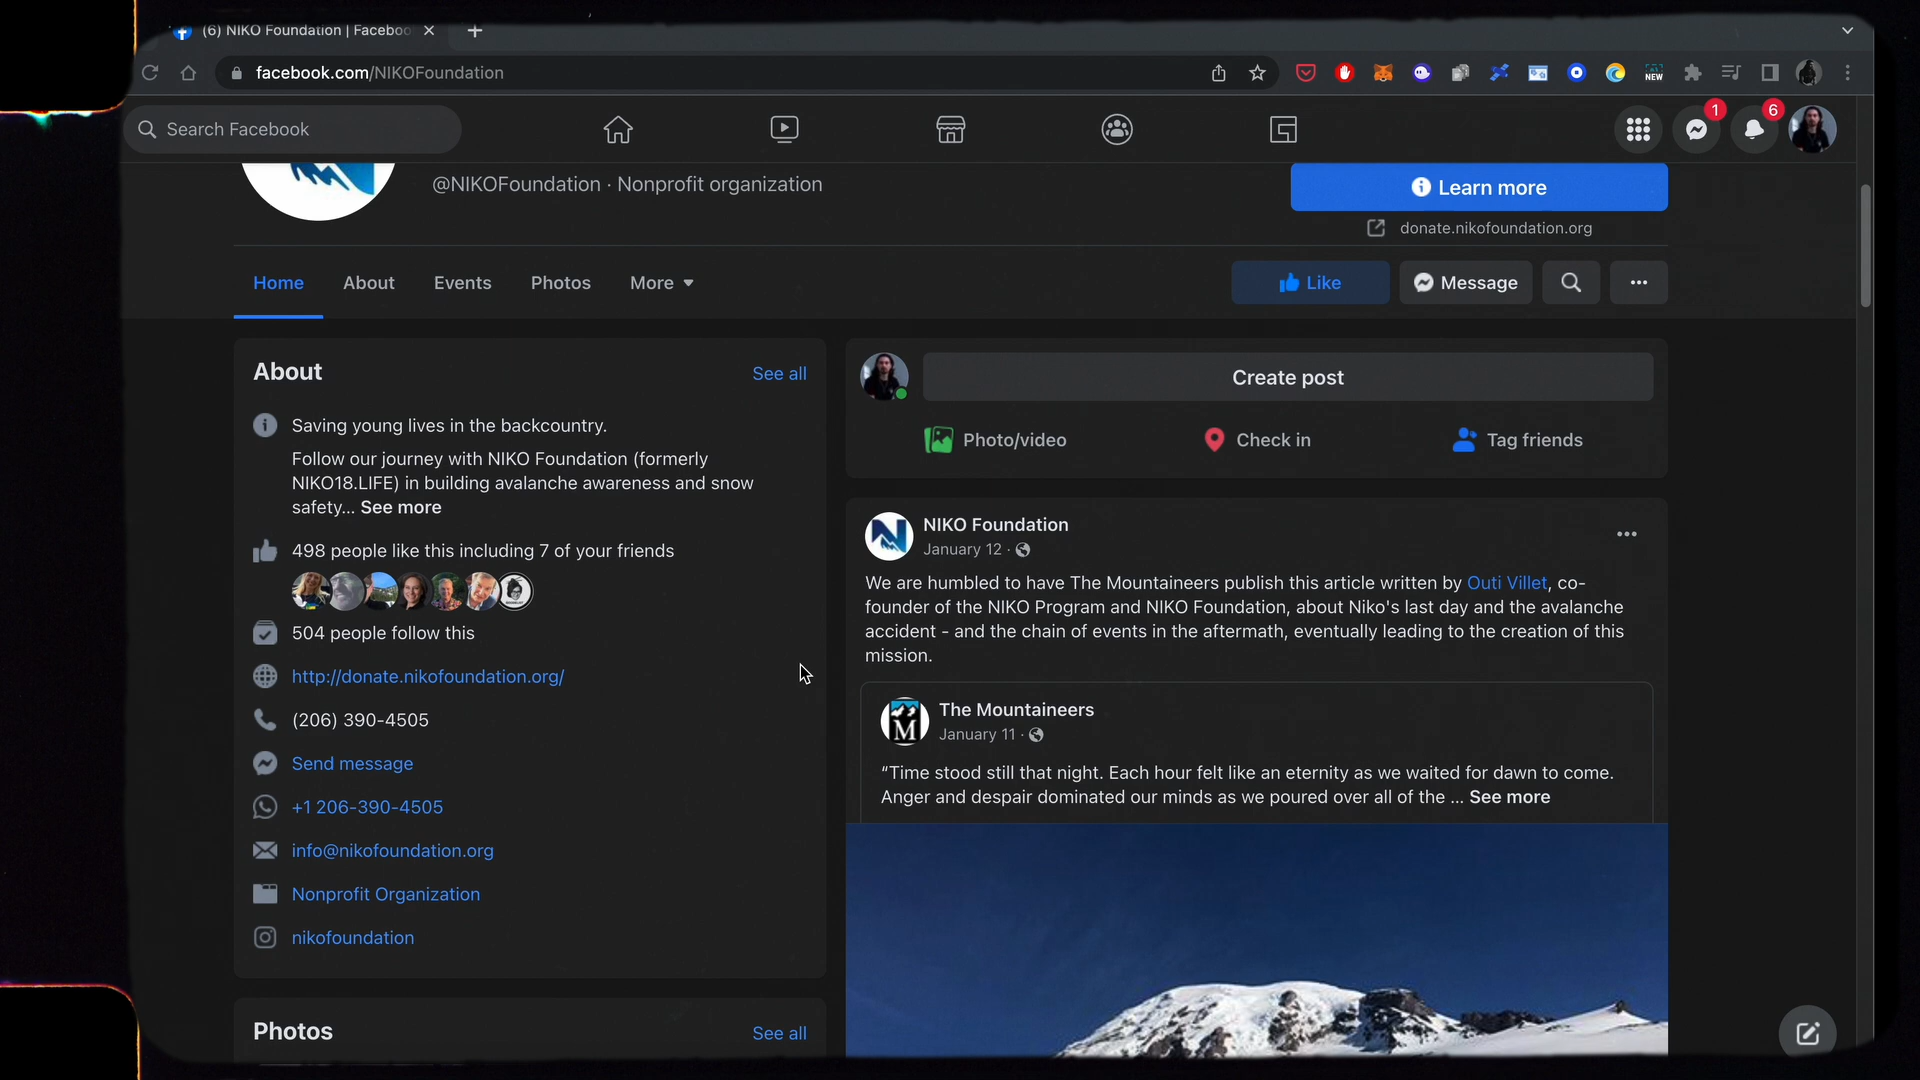 (6) NIKO Foundation | Facebo
facebook.com/NIKOFoundation
NEW
Search Facebook
1
6
@NIKOFoundation · Nonprofit organization
Learn more
donate.nikofoundation.org
Home
About
Events
Photos
More
Like
Message
About
See all
Saving young lives in the backcountry.
Follow our journey with NIKO Foundation (formerly
NIKO18.LIFE) in building avalanche awareness and snow
safety... See more
498 people like this including 7 of your friends
504 people follow this
http://donate.nikofoundation.org/
(206) 390-4505
Send message
+1 206-390-4505
info@nikofoundation.org
Nonprofit Organization
nikofoundation
Photos
See all
Create post
Photo/video
Check in
Tag friends
N
NIKO Foundation
January 12 ·
We are humbled to have The Mountaineers publish this article written by Outi Villet, co-
founder of the NIKO Program and NIKO Foundation, about Niko's last day and the avalanche
accident - and the chain of events in the aftermath, eventually leading to the creation of this
mission.
M
The Mountaineers
January 11 ·
“Time stood still that night. Each hour felt like an eternity as we waited for dawn to come.
Anger and despair dominated our minds as we poured over all of the ... See more